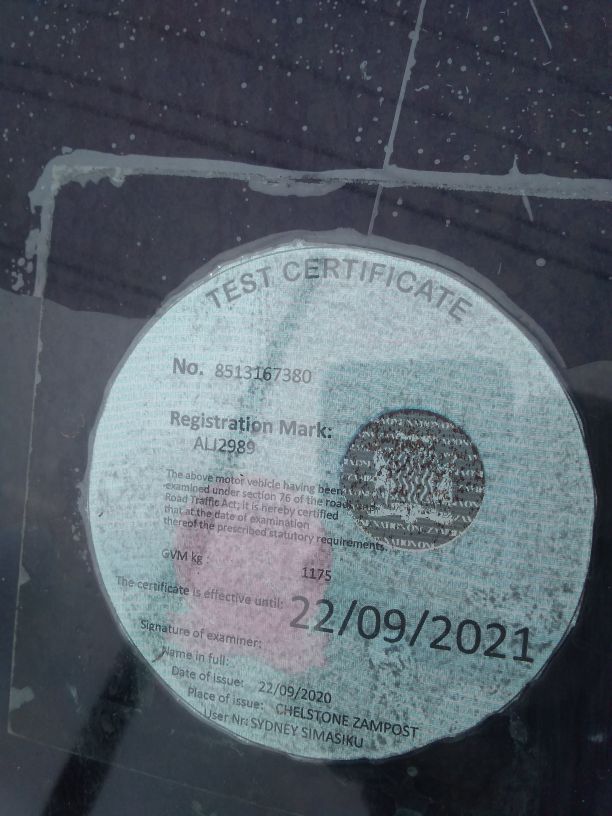 TEST CERTIFICATE
No. 8513167380
Registration Mark:
ALJ2989
The above motor vehicle having been
examined under section 76 of the roads and
Road Traffic Act; it is hereby certified
that at the date of examination
thereof the prescribed statutory requirements
GVM kg 1175
The certificate is effective until: 22/09/2021
Signature of examiner:
Name in full:
Date of issue: 22/09/2020
Place of issue: CHELSTONE ZAMPOST
User Nr: SYDNEY SIMASIKU